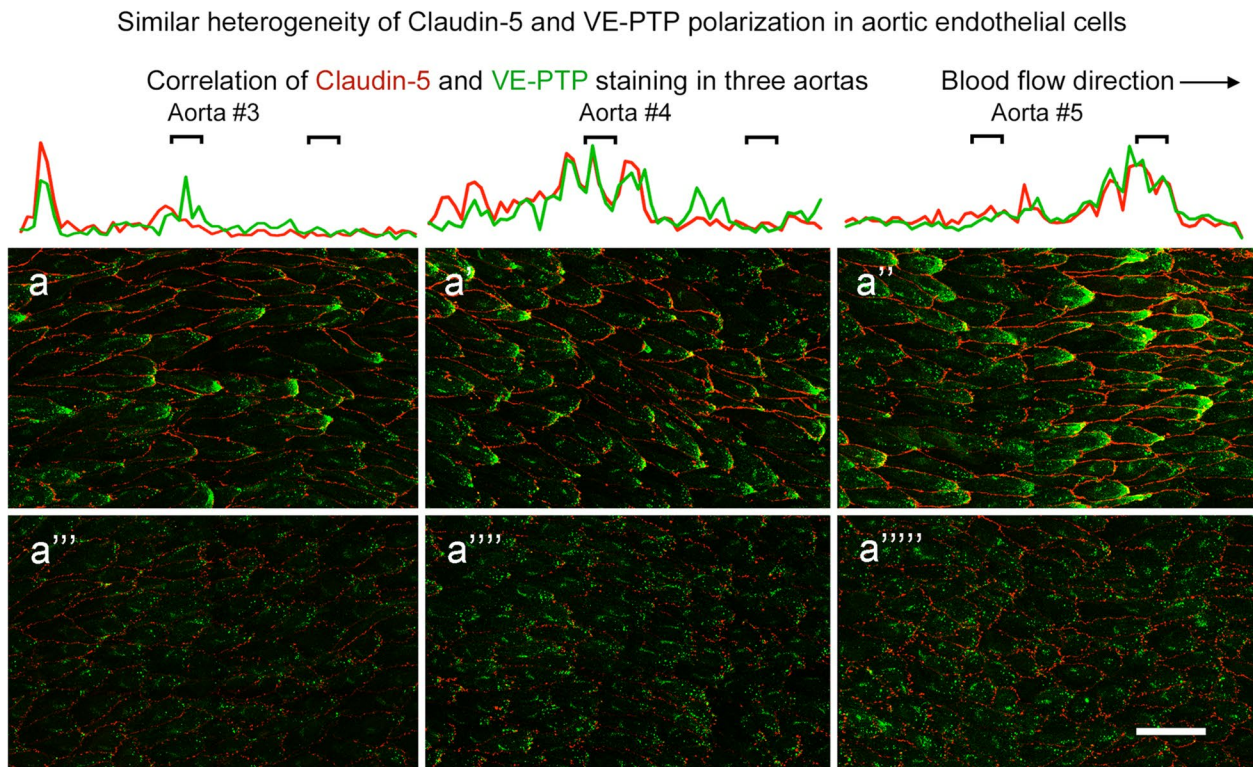 Similar heterogeneity of Claudin-5 and VE-PTP polarization in aortic endothelial cells
Correlation of Claudin-5 and VE-PTP staining in three aortas
Blood flow direction
Aorta #3
Aorta #4
Aorta #5
a
a’
a’’
a’’’
a’’’’
a’’’’’